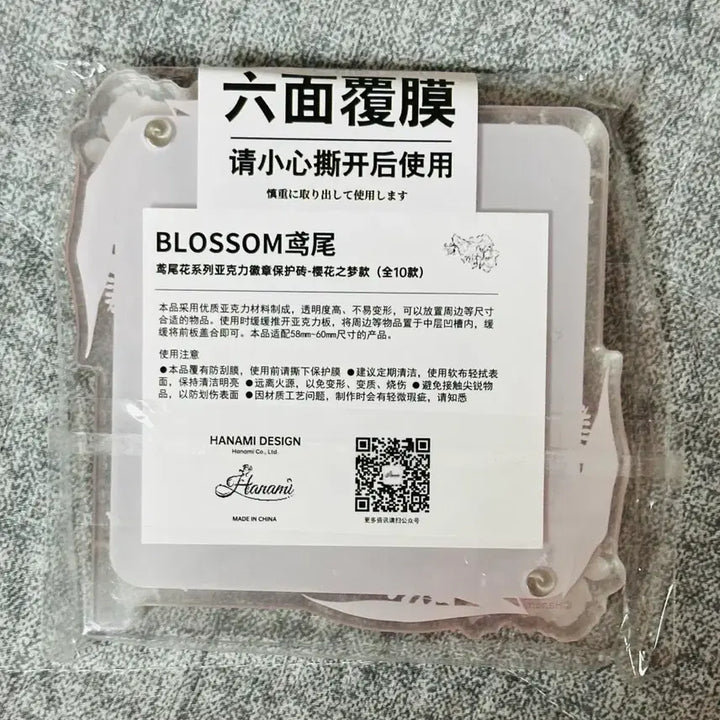 六面覆膜
请小心撕开后使用
慎重に取り出して使用します
BLOSSOM鸢尾
鸢尾花系列亚克力徽章保护砖-樱花之梦款（全10款）
本品采用优质亚克力材料制成，透明度高、不易变形，可以放置周边等尺寸
合适的物品。使用时缓缓推开亚克力板，将周边等物品置于中层凹槽内，缓
缓将前板盖合即可。本品适配58mm-60mm尺寸的产品。
使用注意
●本品覆有防刮膜，使用前请撕下保护膜 ●建议定期清洁，使用软布轻拭表
面，保持清洁明亮 ●远离火源，以免变形、变质、烧伤 ●避免接触尖锐物
品，以防划伤表面 ●因材质工艺问题，制作时会有轻微瑕疵，请知悉
HANAMI DESIGN
Hanami Co., Ltd.
Hanami
MADE IN CHINA
更多资讯请扫公众号